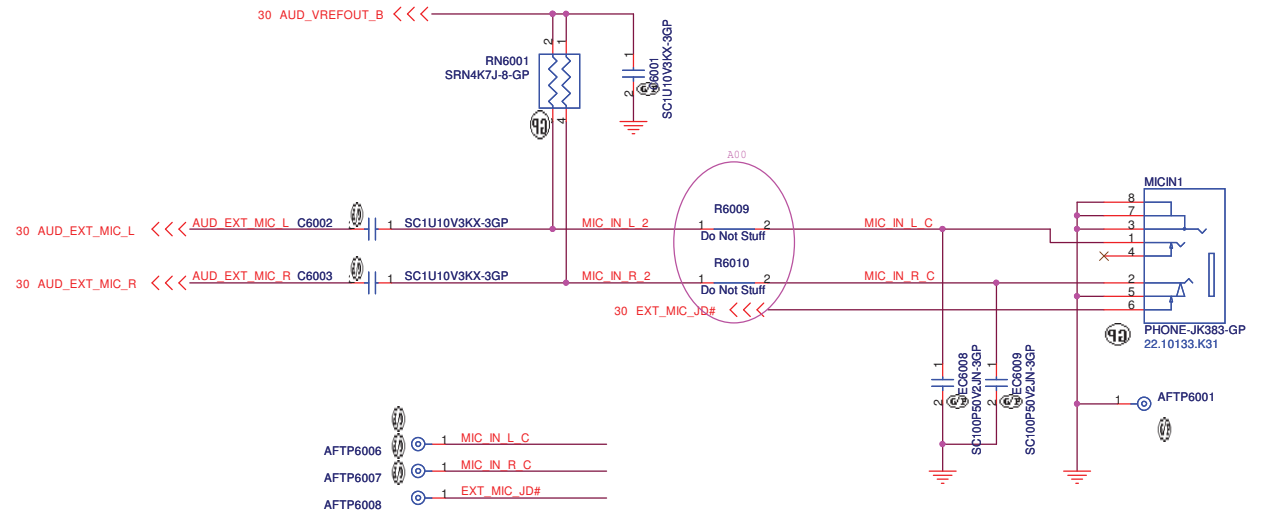 30 AUD_VREFOUT_B
RN6001
SRN4K7J-8-GP
2 1
4
1
2
SC1U10V3KX-3GP
A00
MICIN1
30 AUD_EXT_MIC_L
AUD_EXT_MIC_L C6002
1 SC1U10V3KX-3GP
MIC_IN_L_2
R6009
1 2
Do Not Stuff
MIC_IN_L_C
8
7
3
1
4
30 AUD_EXT_MIC_R
AUD_EXT_MIC_R C6003
1 SC1U10V3KX-3GP
MIC_IN_R_2
R6010
1 2
Do Not Stuff
MIC_IN_R_C
2
5
6
30 EXT_MIC_JD#
PHONE-JK383-GP
22.10133.K31
1
2
EC6008
SC100P50V2JN-3GP
1
2
EC6009
SC100P50V2JN-3GP
1 AFTP6001
AFTP6006 1 MIC_IN_L_C
AFTP6007 1 MIC_IN_R_C
AFTP6008 1 EXT_MIC_JD#